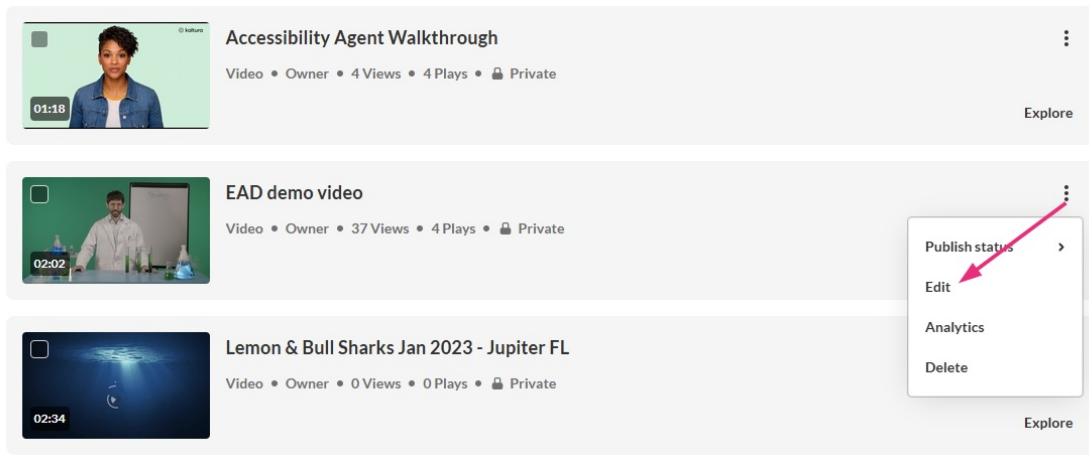 kaltura
01:18
Accessibility Agent Walkthrough
Video • Owner • 4 Views • 4 Plays • Private
Explore
02:02
EAD demo video
Video • Owner • 37 Views • 4 Plays • Private
Publish status
Edit
Analytics
Delete
02:34
Lemon & Bull Sharks Jan 2023 - Jupiter FL
Video • Owner • 0 Views • 0 Plays • Private
Explore